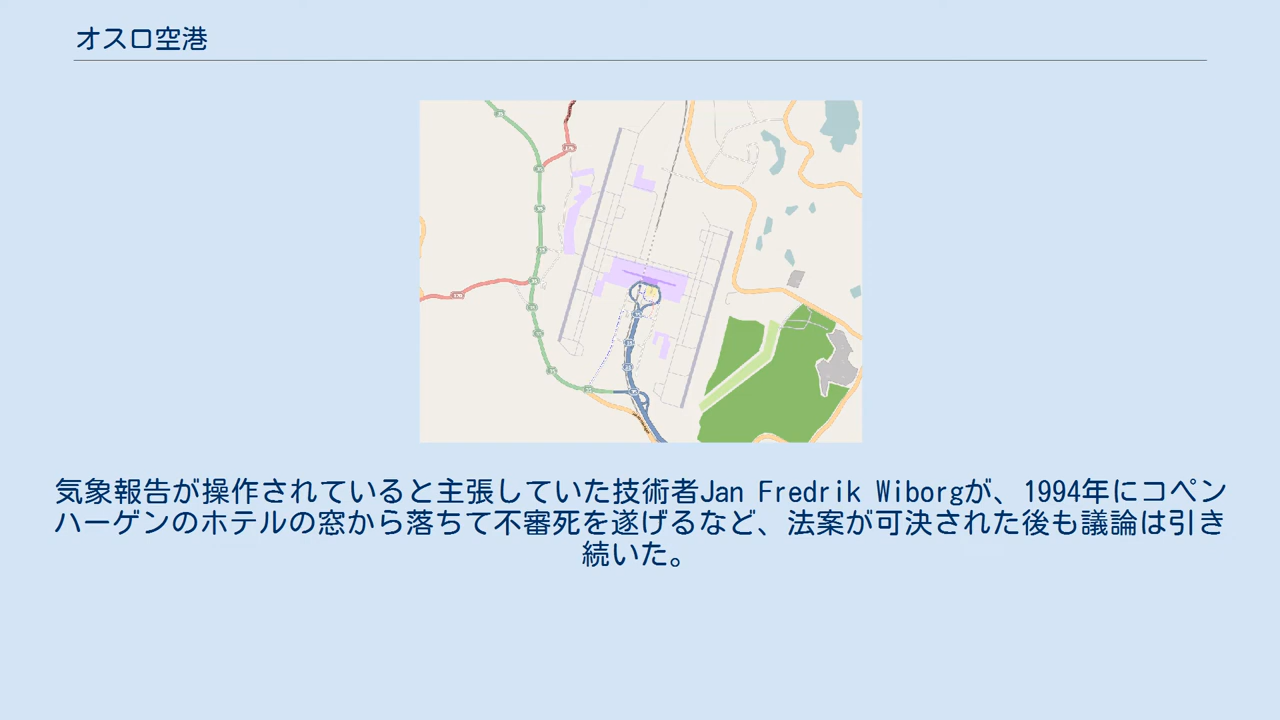 オスロ空港
気象報告が操作されていると主張していた技術者Jan Fredrik Wiborgが、1994年にコペン
ハーゲンのホテルの窓から落ちて不審死を遂げるなど、法案が可決された後も議論は引き
続いた。